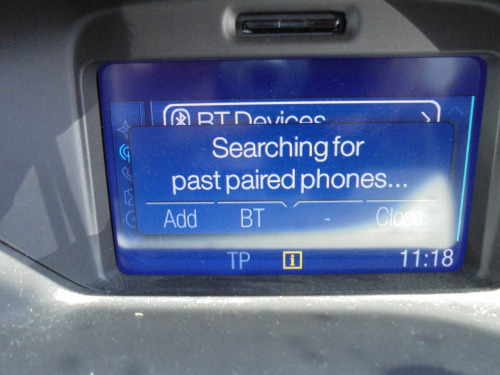 BT Devices
Searching for
past paired phones...
Add BT - Close
TP i 11:18